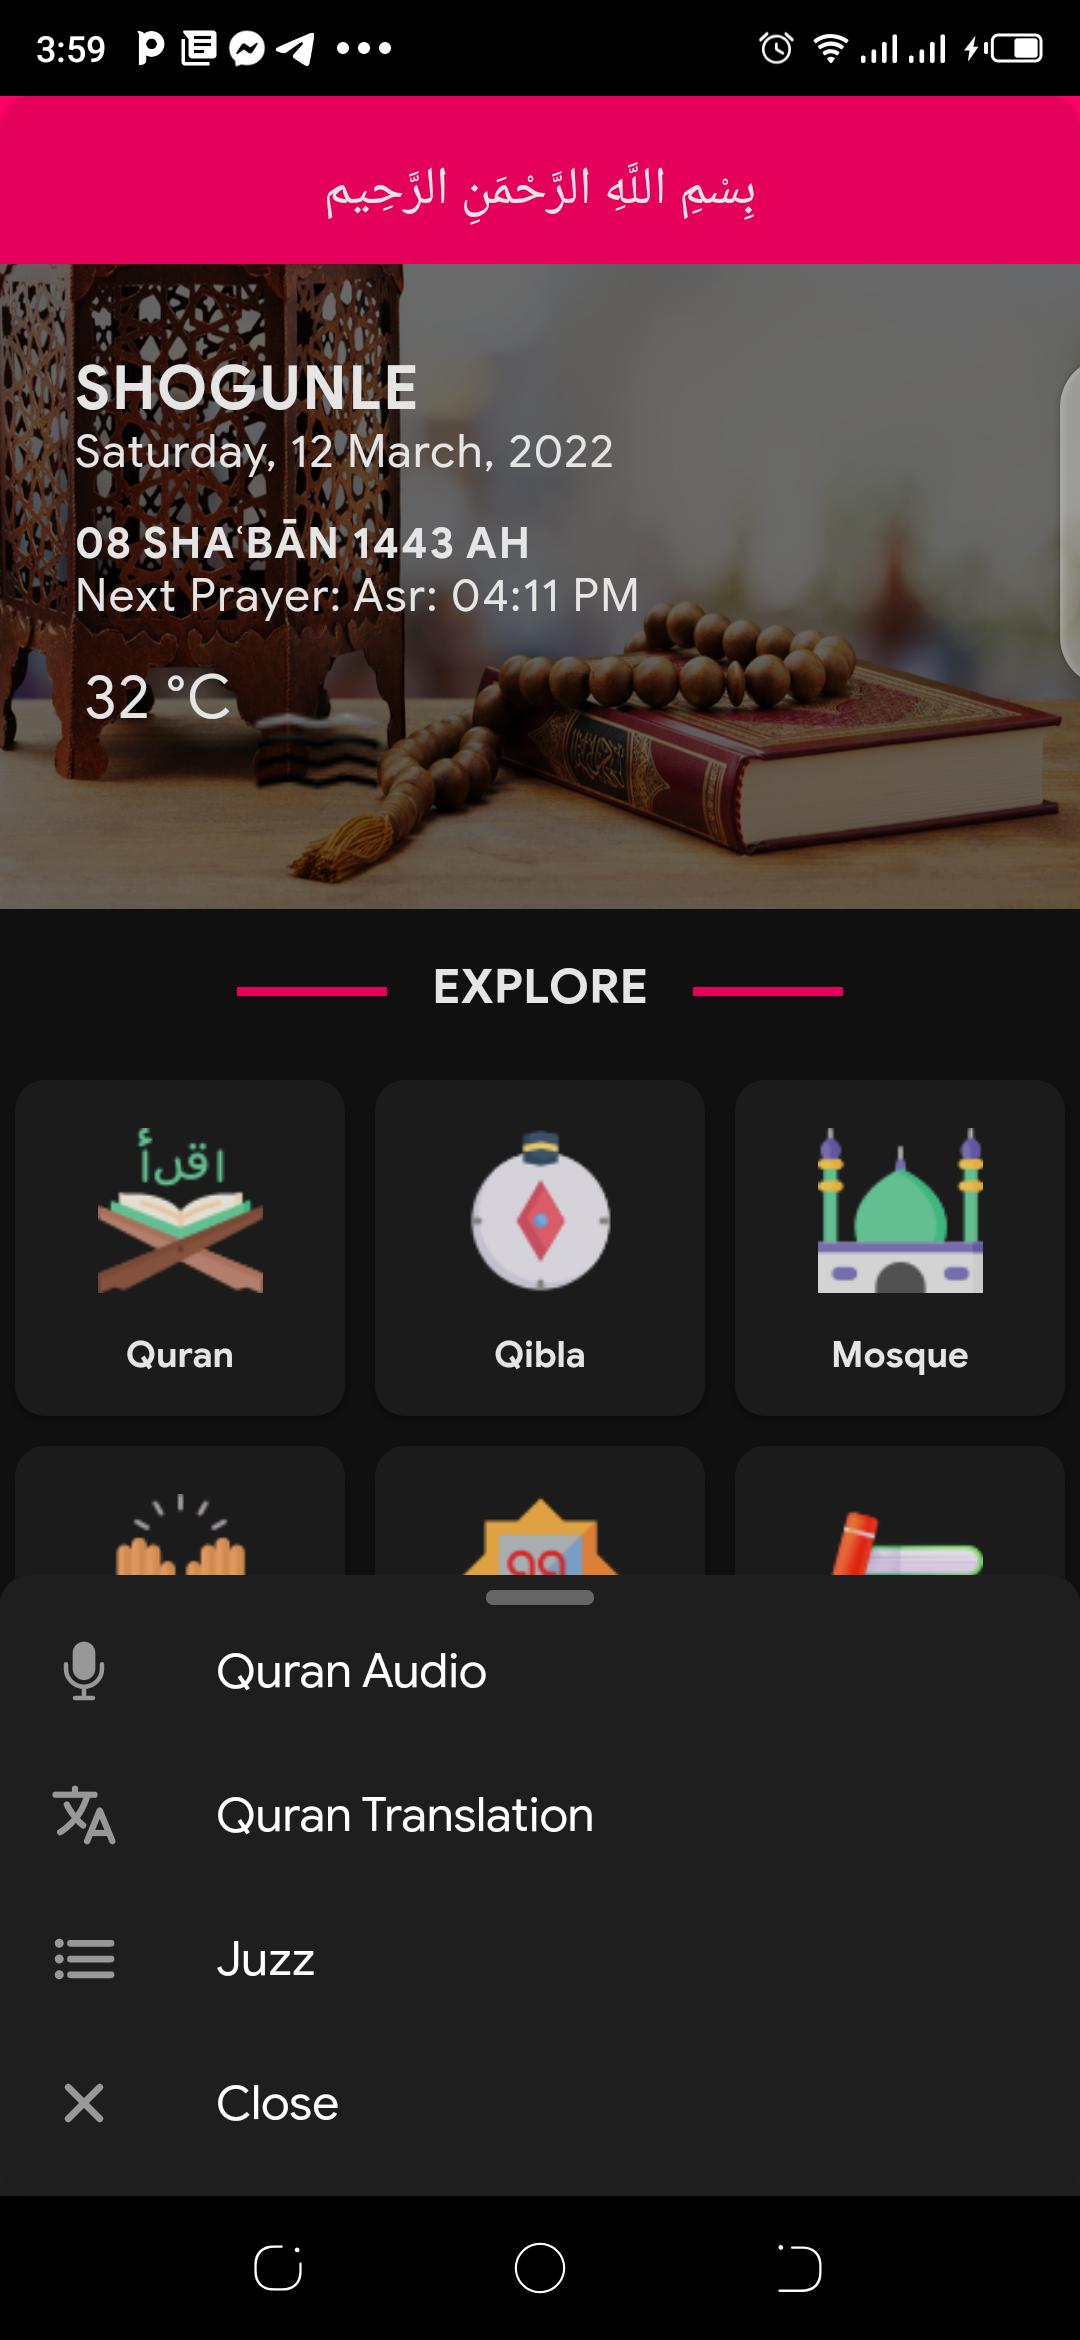 3:59
بِسْمِ اللَّهِ الرَّحْمَنِ الرَّحِيم
SHOGUNLE
Saturday, 12 March, 2022
08 SHAʿBĀN 1443 AH
Next Prayer: Asr: 04:11 PM
32 °C
EXPLORE
اقرأ
Quran
Qibla
Mosque
99
Quran Audio
Quran Translation
Juzz
Close